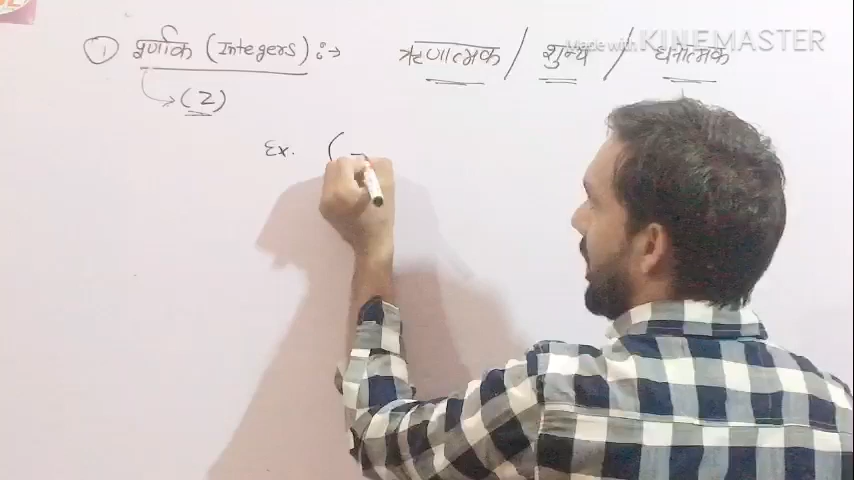 ① पूर्णांक (Integers) :→ ऋणात्मक / शुन्य / धनात्मक
Made with KINEMASTER
(Z)
Ex. (-